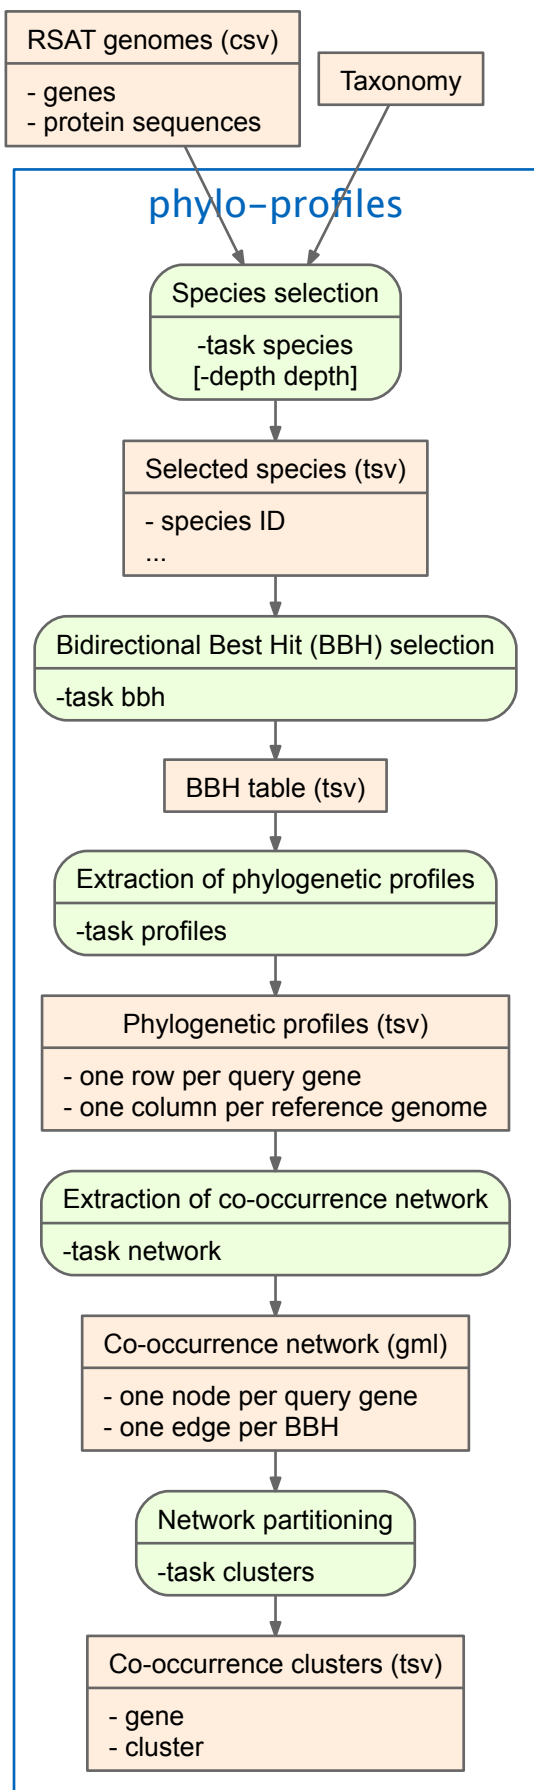 RSAT genomes (csv)
- genes
- protein sequences
Taxonomy
phylo-profiles
Species selection
-task species
[-depth depth]
Selected species (tsv)
- species ID
...
Bidirectional Best Hit (BBH) selection
-task bbh
BBH table (tsv)
Extraction of phylogenetic profiles
-task profiles
Phylogenetic profiles (tsv)
- one row per query gene
- one column per reference genome
Extraction of co-occurrence network
-task network
Co-occurrence network (gml)
- one node per query gene
- one edge per BBH
Network partitioning
-task clusters
Co-occurrence clusters (tsv)
- gene
- cluster